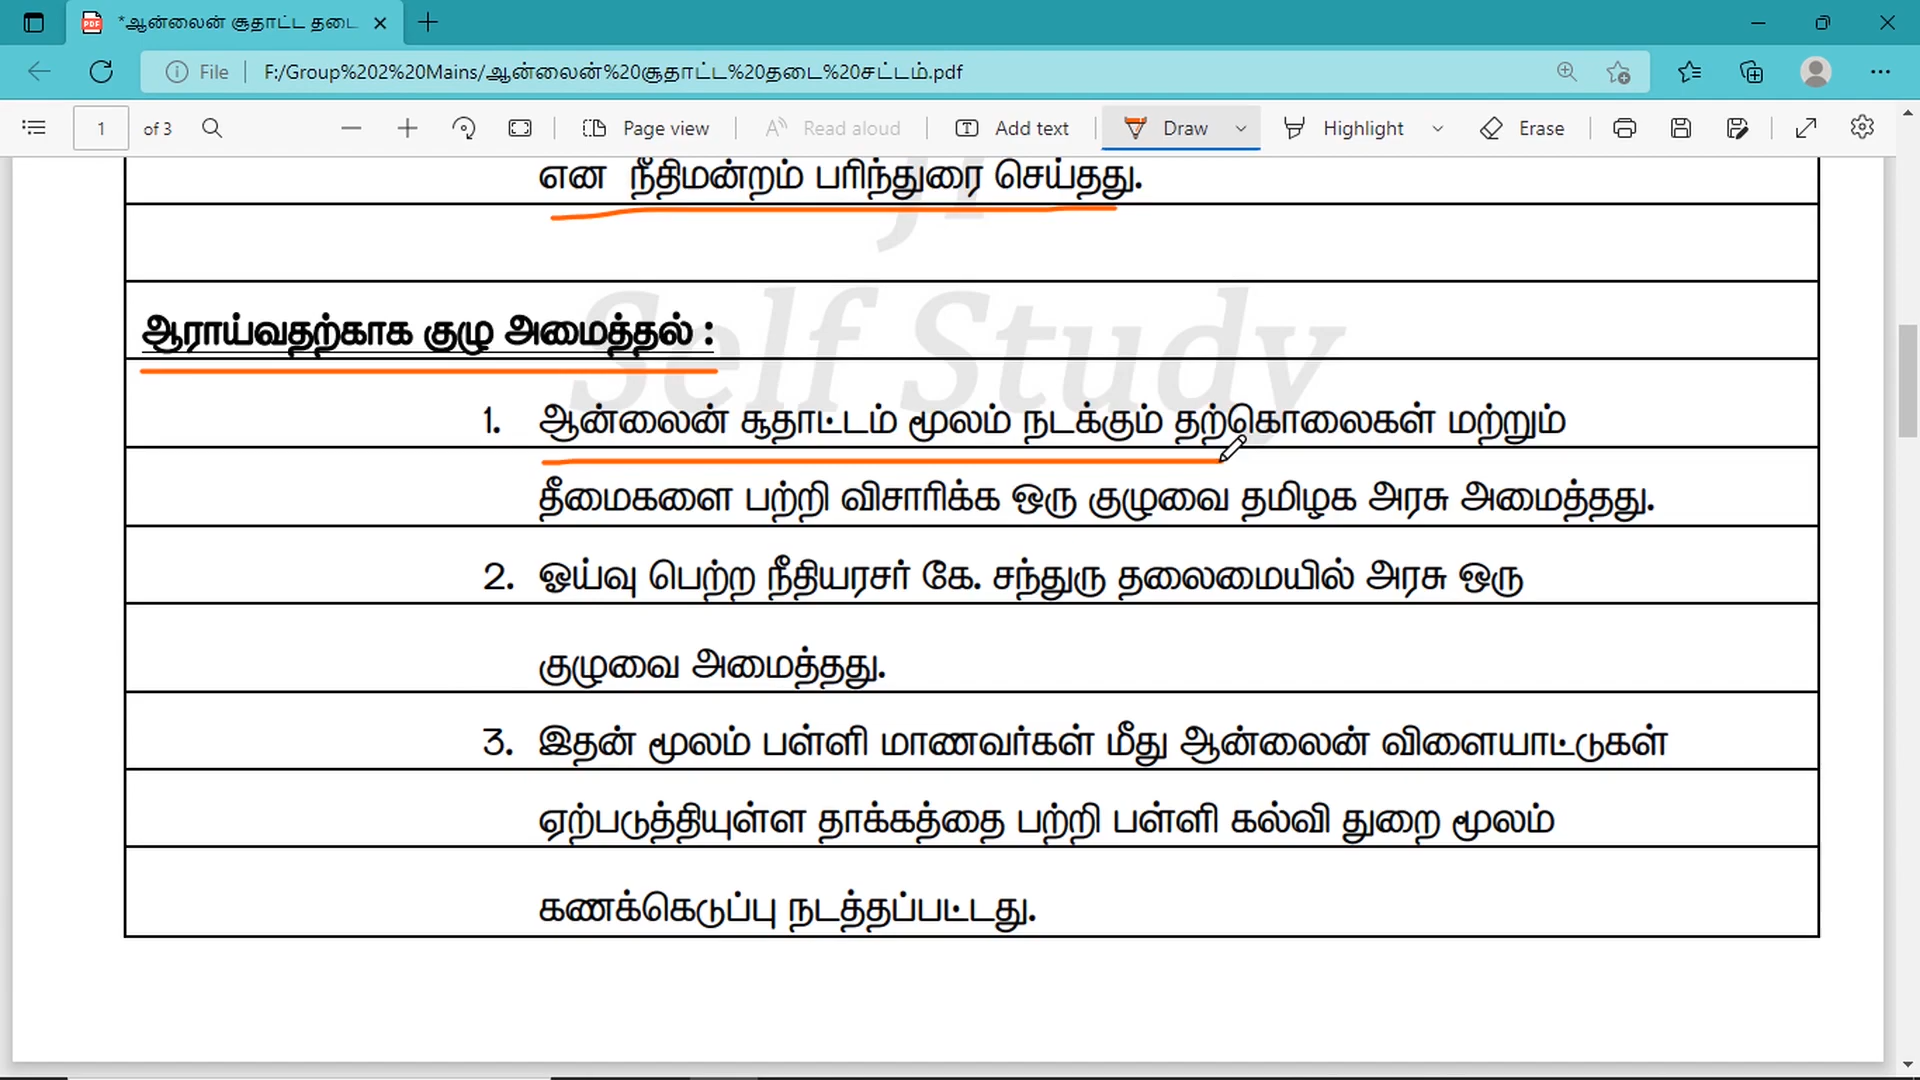 *ஆன்லைன் சூதாட்ட தடை
File F:/Group%202%20Mains/ஆன்லைன்%20சூதாட்ட%20தடை%20சட்டம்.pdf
1 of 3 Page view Read aloud Add text Draw Highlight Erase
என நீதிமன்றம் பரிந்துரை செய்தது.
Self Study
ஆராய்வதற்காக குழு அமைத்தல் :
1. ஆன்லைன் சூதாட்டம் மூலம் நடக்கும் தற்கொலைகள் மற்றும்
தீமைகளை பற்றி விசாரிக்க ஒரு குழுவை தமிழக அரசு அமைத்தது.
2. ஓய்வு பெற்ற நீதியரசர் கே. சந்துரு தலைமையில் அரசு ஒரு
குழுவை அமைத்தது.
3. இதன் மூலம் பள்ளி மாணவர்கள் மீது ஆன்லைன் விளையாட்டுகள்
ஏற்படுத்தியுள்ள தாக்கத்தை பற்றி பள்ளி கல்வி துறை மூலம்
கணக்கெடுப்பு நடத்தப்பட்டது.